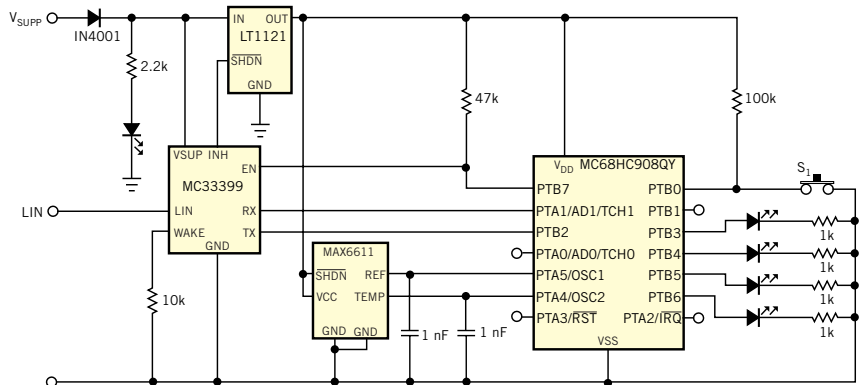 V_SUPP
IN4001
IN OUT
LT1121
SHDN
GND
2.2k
47k
100k
VSUP INH
EN
MC33399
LIN
LIN RX
WAKE TX
GND
10k
MAX6611
SHDN REF
VCC TEMP
GND GND
1 nF
1 nF
V_DD MC68HC908QY
PTB7 PTB0
PTA1/AD1/TCH1 PTB1
PTB2 PTB3
PTA0/AD0/TCH0 PTB4
PTA5/OSC1 PTB5
PTA4/OSC2 PTB6
PTA3/RST PTA2/IRQ
VSS
S1
1k
1k
1k
1k